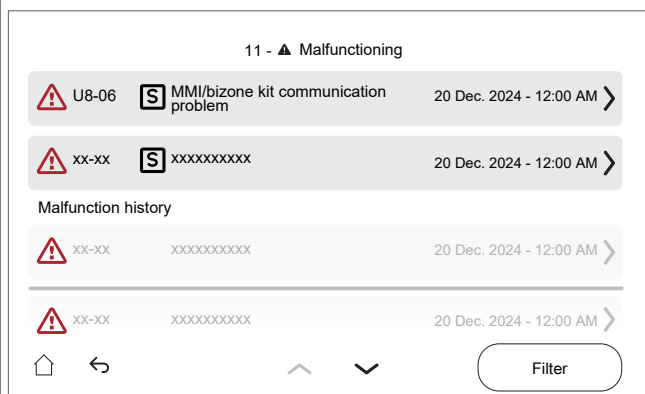 11 - Malfunctioning
U8-06 S MMI/bizone kit communication
problem 20 Dec. 2024 - 12:00 AM
xx-xx S xxxxxxxxxx 20 Dec. 2024 - 12:00 AM
Malfunction history
xx-xx xxxxxxxxxx 20 Dec. 2024 - 12:00 AM
xx-xx xxxxxxxxxx 20 Dec. 2024 - 12:00 AM
Filter